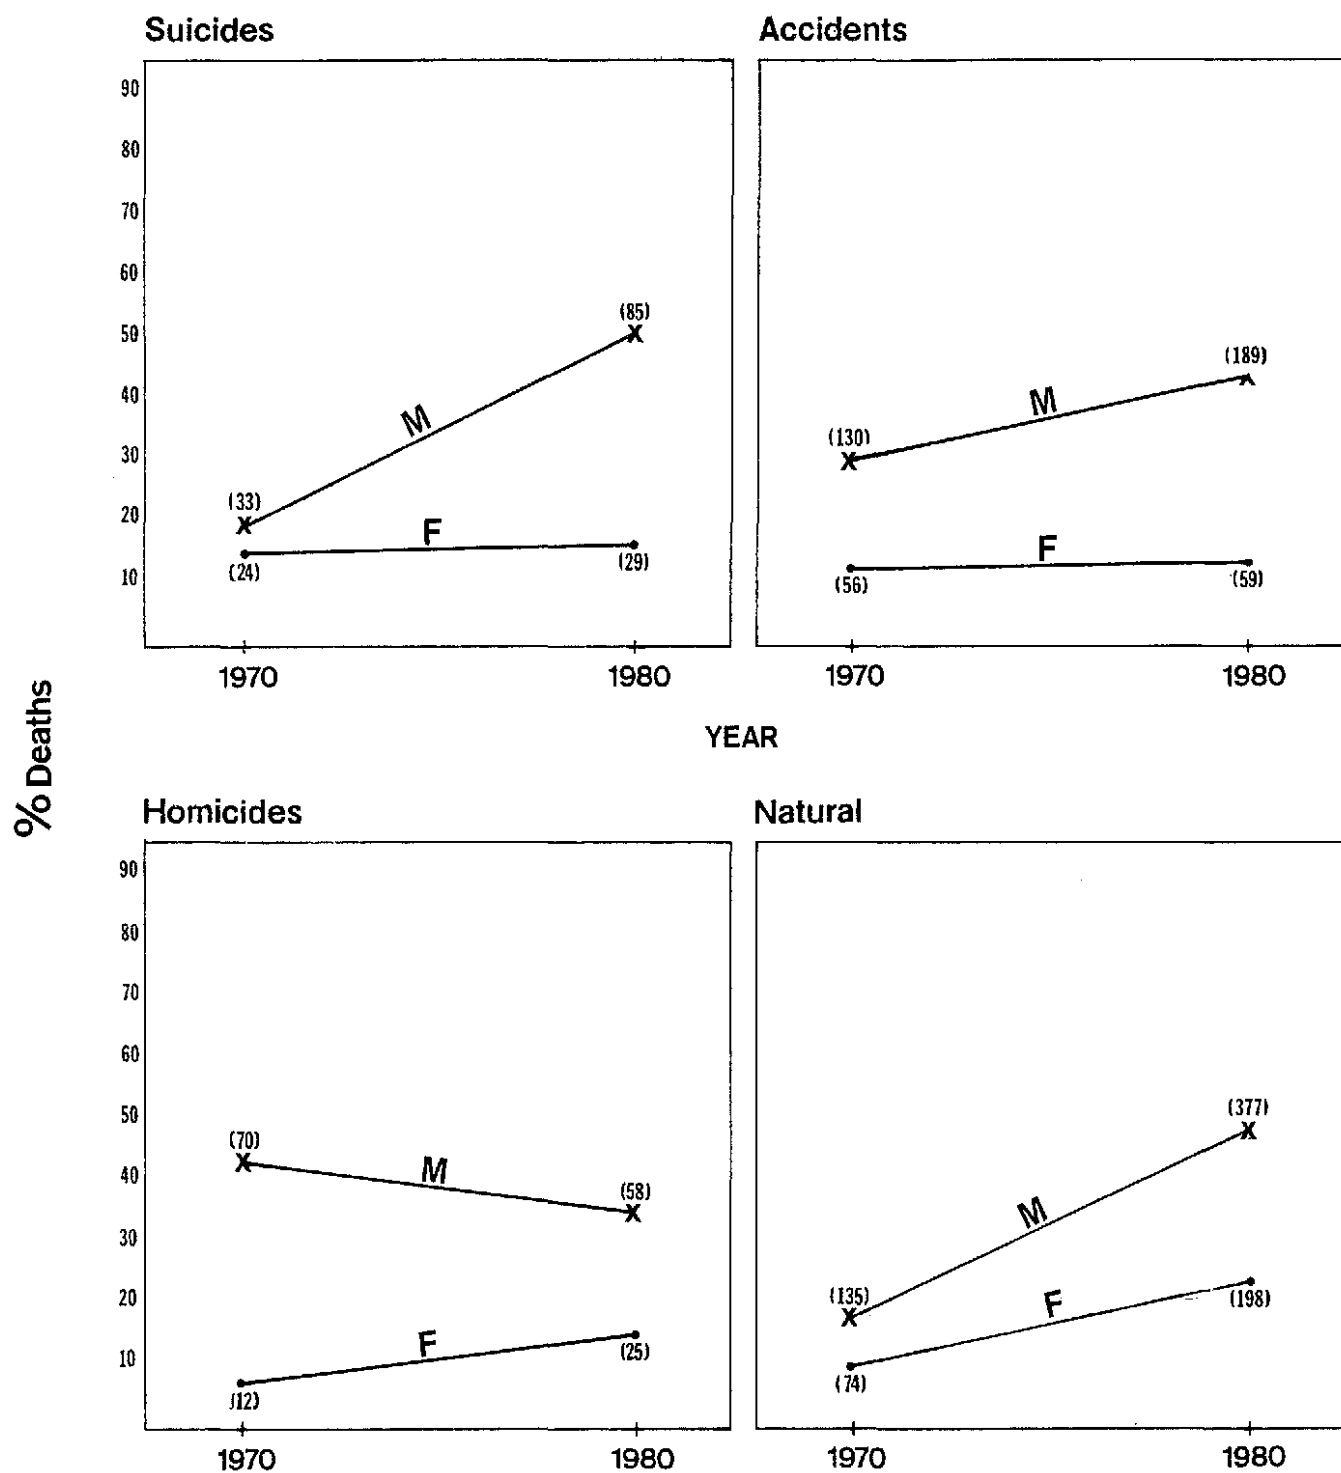 Suicides
90
80
70
60
50
40
30
20
10
(85)
M
(33)
F
(24)
(29)
1970 1980
Accidents
(189)
M
(130)
F
(56)
(59)
1970 1980
YEAR
% Deaths
Homicides
90
80
70
60
50
40
30
20
10
(70)
M
(58)
F
(12)
(25)
1970 1980
Natural
(377)
M
(135)
F
(198)
(74)
1970 1980